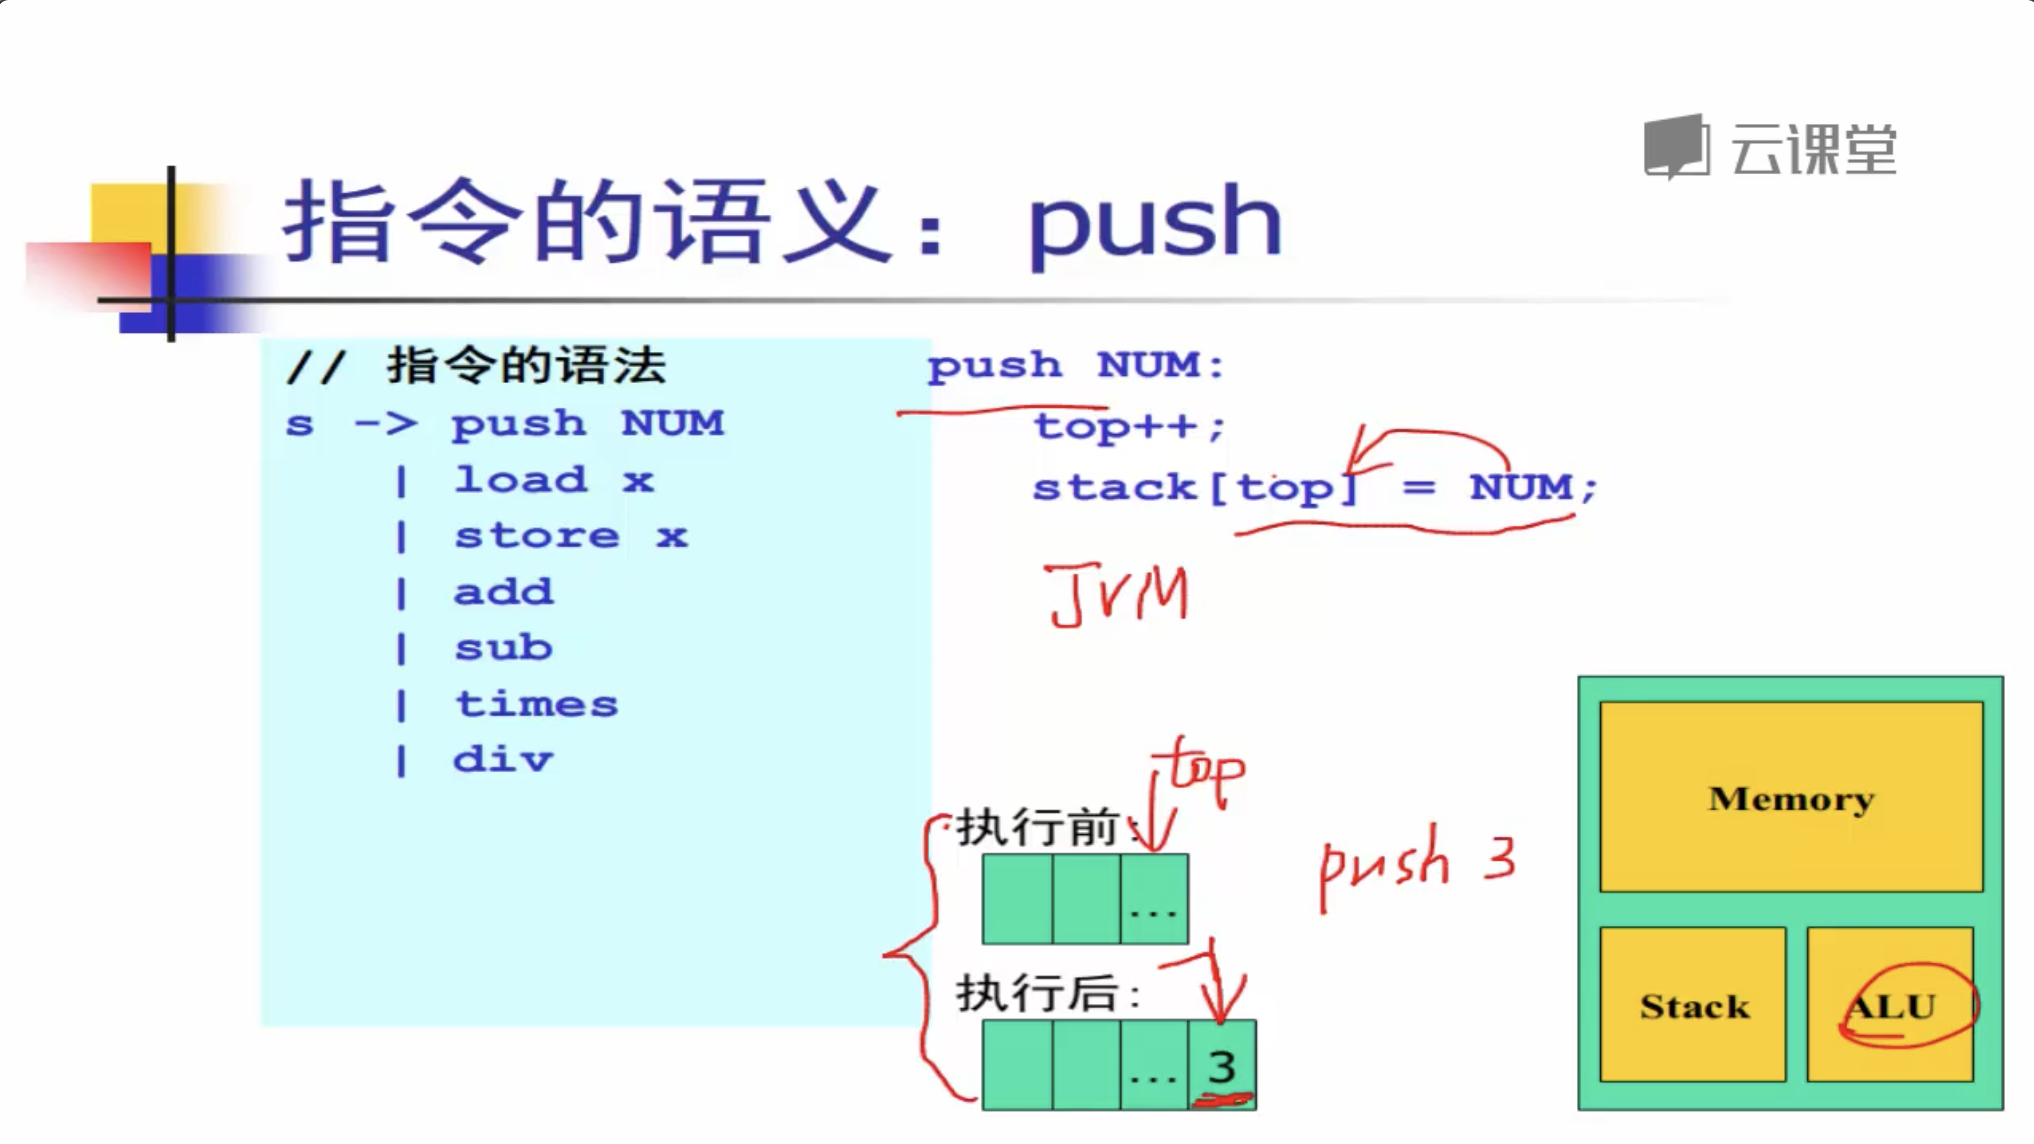 云课堂
指令的语义：push
// 指令的语法
s -> push NUM
| load x
| store x
| add
| sub
| times
| div
push NUM:
top++;
stack[top] = NUM;
JVM
top
执行前:
...
push 3
执行后:
... 3
Memory
Stack
ALU